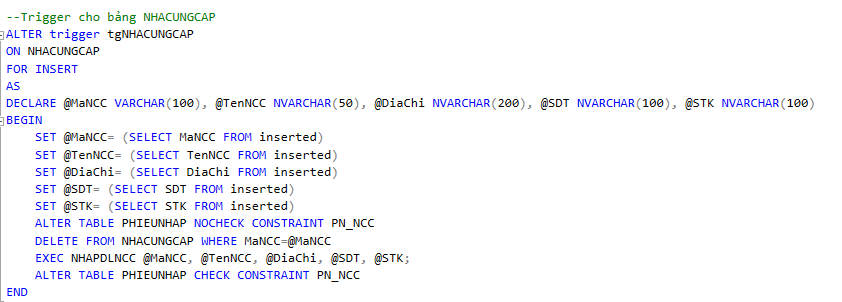 --Trigger cho bảng NHACUNGCAP
ALTER trigger tgNHACUNGCAP
ON NHACUNGCAP
FOR INSERT
AS
DECLARE @MaNCC VARCHAR(100), @TenNCC NVARCHAR(50), @DiaChi NVARCHAR(200), @SDT NVARCHAR(100), @STK NVARCHAR(100)
BEGIN
SET @MaNCC= (SELECT MaNCC FROM inserted)
SET @TenNCC= (SELECT TenNCC FROM inserted)
SET @DiaChi= (SELECT DiaChi FROM inserted)
SET @SDT= (SELECT SDT FROM inserted)
SET @STK= (SELECT STK FROM inserted)
ALTER TABLE PHIEUNHAP NOCHECK CONSTRAINT PN_NCC
DELETE FROM NHACUNGCAP WHERE MaNCC=@MaNCC
EXEC NHAPDLNCC @MaNCC, @TenNCC, @DiaChi, @SDT, @STK;
ALTER TABLE PHIEUNHAP CHECK CONSTRAINT PN_NCC
END